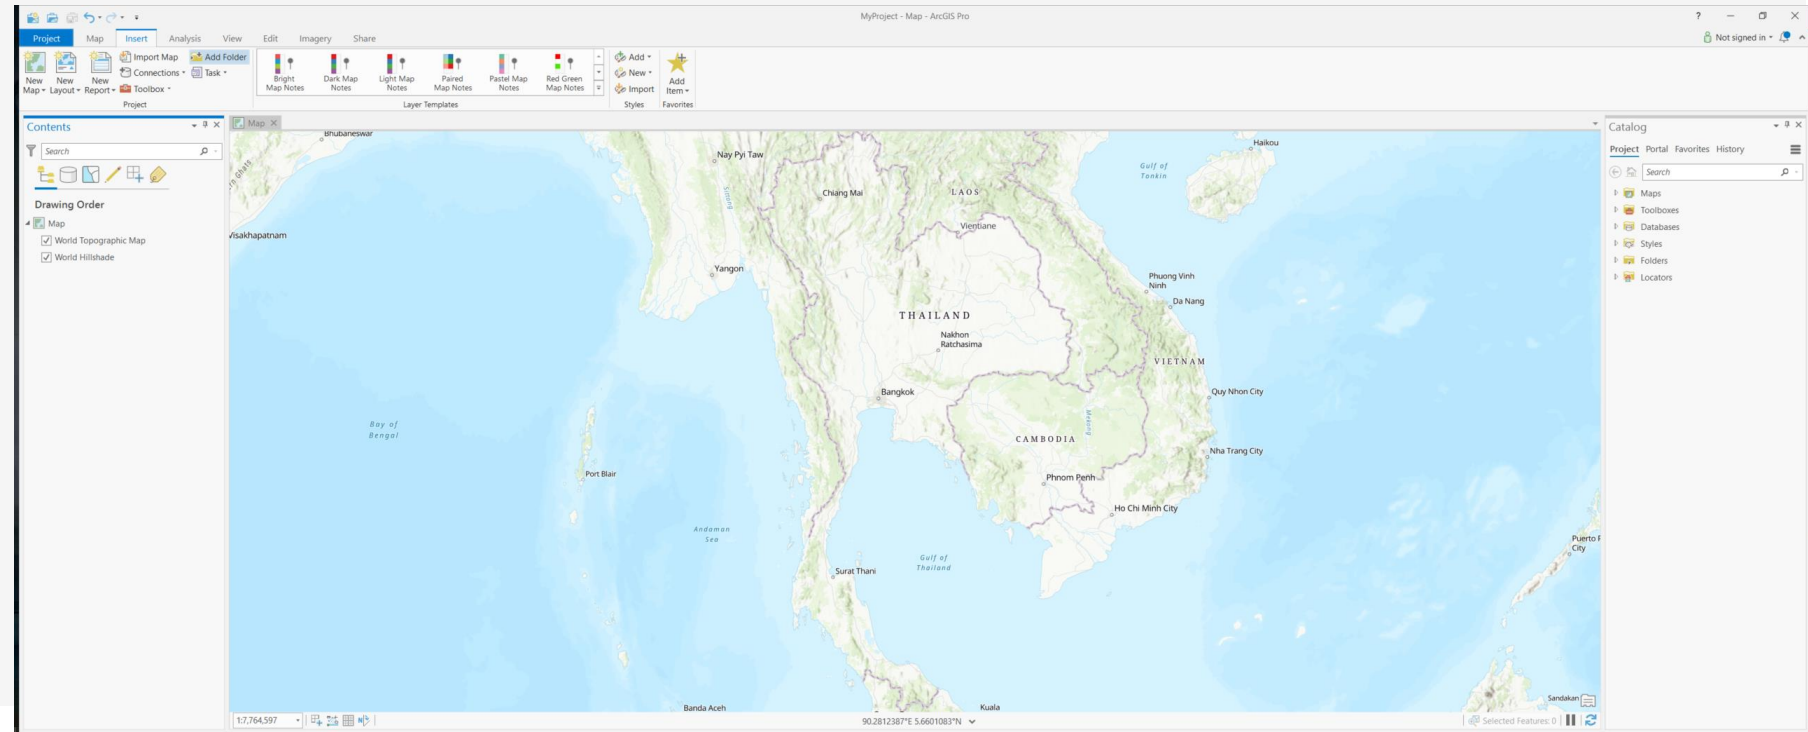 MyProject - Map - ArcGIS Pro
?
Project Map Insert Analysis View Edit Imagery Share
Not signed in
New Map
New Layout
New Report
Import Map
Connections
Toolbox
Add Folder
Task
Project
Bright
Map Notes
Dark Map
Notes
Light Map
Notes
Paired
Map Notes
Pastel Map
Notes
Red Green
Map Notes
Layer Templates
Add
New
Import
Styles
Add
Item
Favorites
Contents
Search
Drawing Order
Map
World Topographic Map
World Hillshade
Map
Bhubaneswar
Visakhapatnam
Nay Pyi Taw
Sittong
Chiang Mai
LAOS
Vientiane
Gulf of
Tonkin
Haikou
Yangon
Phuong Vinh
Ninh
Da Nang
THAILAND
Nakhon
Ratchasima
VIETNAM
Bangkok
Quy Nhon City
Bay of
Bengal
Mekong
CAMBODIA
Nha Trang City
Port Blair
Phnom Penh
Ho Chi Minh City
Andaman
Sea
Gulf of
Thailand
Surat Thani
Puerto P
City
Sandakan
Banda Aceh
Kuala
1:7,764,597
90.2812387°E 5.6601083°N
Selected Features: 0
Catalog
Project Portal Favorites History
Search
Maps
Toolboxes
Databases
Styles
Folders
Locators